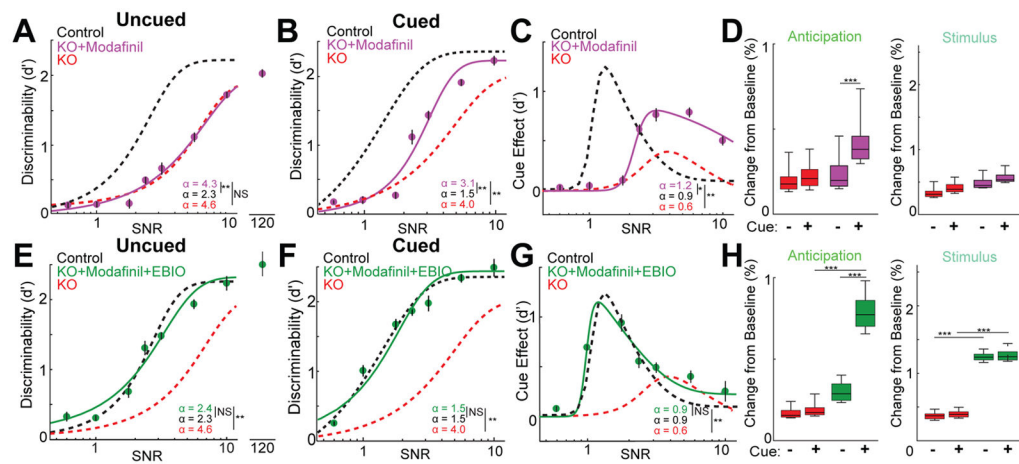 A
Uncued
Control
KO+Modafinil
KO
Discriminability (d')
2
1
0
α = 4.3
α = 2.3
α = 4.6
**
NS
1
10
120
SNR
B
Cued
Control
KO+Modafinil
KO
Discriminability (d')
2
1
0
α = 3.1
α = 1.5
α = 4.0
**
**
1
10
SNR
C
Control
KO+Modafinil
KO
Cue Effect (d')
1
0
α = 1.2
α = 0.9
α = 0.6
*
**
1
10
SNR
D
Anticipation
Change from Baseline (%)
1
0.5
0
***
Cue: - + - +
Stimulus
Change from Baseline (%)
2
1
0
- + - +
E
Uncued
Control
KO+Modafinil+EBIO
KO
Discriminability (d')
2
1
0
α = 2.4
α = 2.3
α = 4.6
NS
**
1
10
120
SNR
F
Cued
Control
KO+Modafinil+EBIO
KO
Discriminability (d')
2
1
0
α = 1.5
α = 1.5
α = 4.0
NS
**
1
10
SNR
G
Control
KO+Modafinil+EBIO
KO
Cue Effect (d')
1
0
α = 0.9
α = 0.9
α = 0.6
NS
**
1
10
SNR
H
Anticipation
Change from Baseline (%)
1
0.5
0
***
***
Cue: - + - +
Stimulus
Change from Baseline (%)
2
1
0
***
***
- + - +